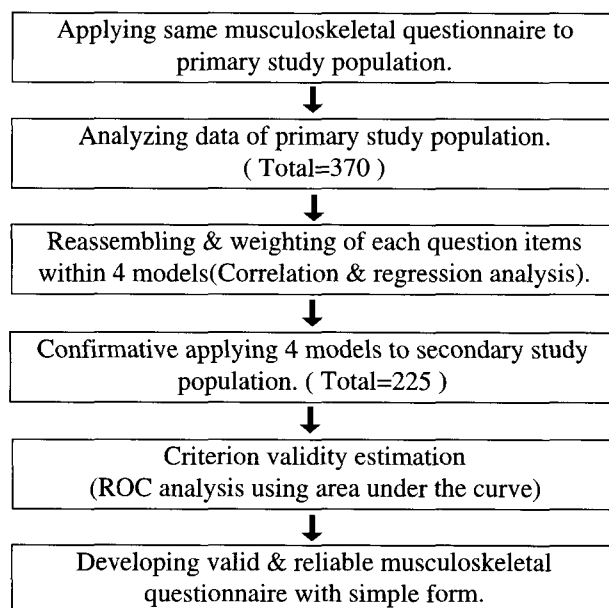 Applying same musculoskeletal questionnaire to
primary study population.
Analyzing data of primary study population.
( Total=370 )
Reassembling & weighting of each question items
within 4 models(Correlation & regression analysis).
Confirmative applying 4 models to secondary study
population. ( Total=225 )
Criterion validity estimation
(ROC analysis using area under the curve)
Developing valid & reliable musculoskeletal
questionnaire with simple form.